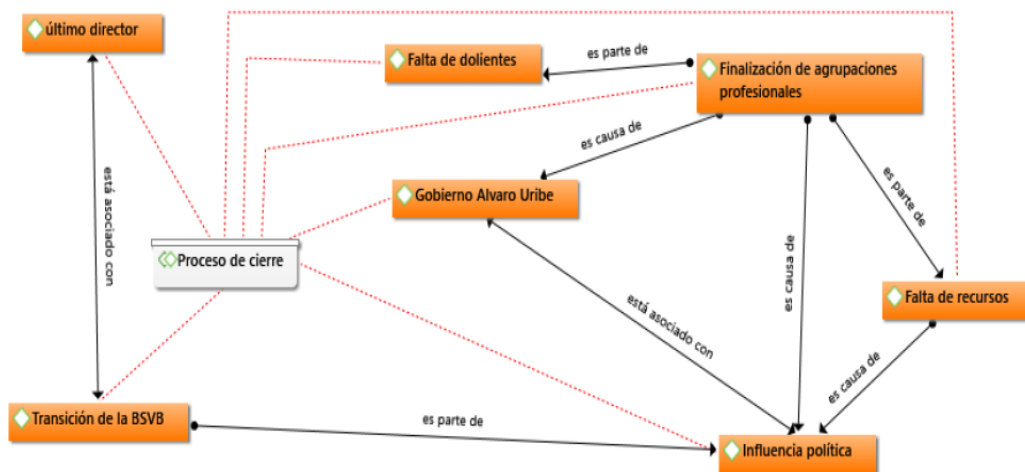 último director
Falta de dolientes
es parte de
Finalización de agrupaciones
profesionales
es causa de
está asociado con
Gobierno Alvaro Uribe
es parte de
Proceso de cierre
es causa de
Falta de recursos
está asociado con
es causa de
Transición de la BSVB
es parte de
Influencia política